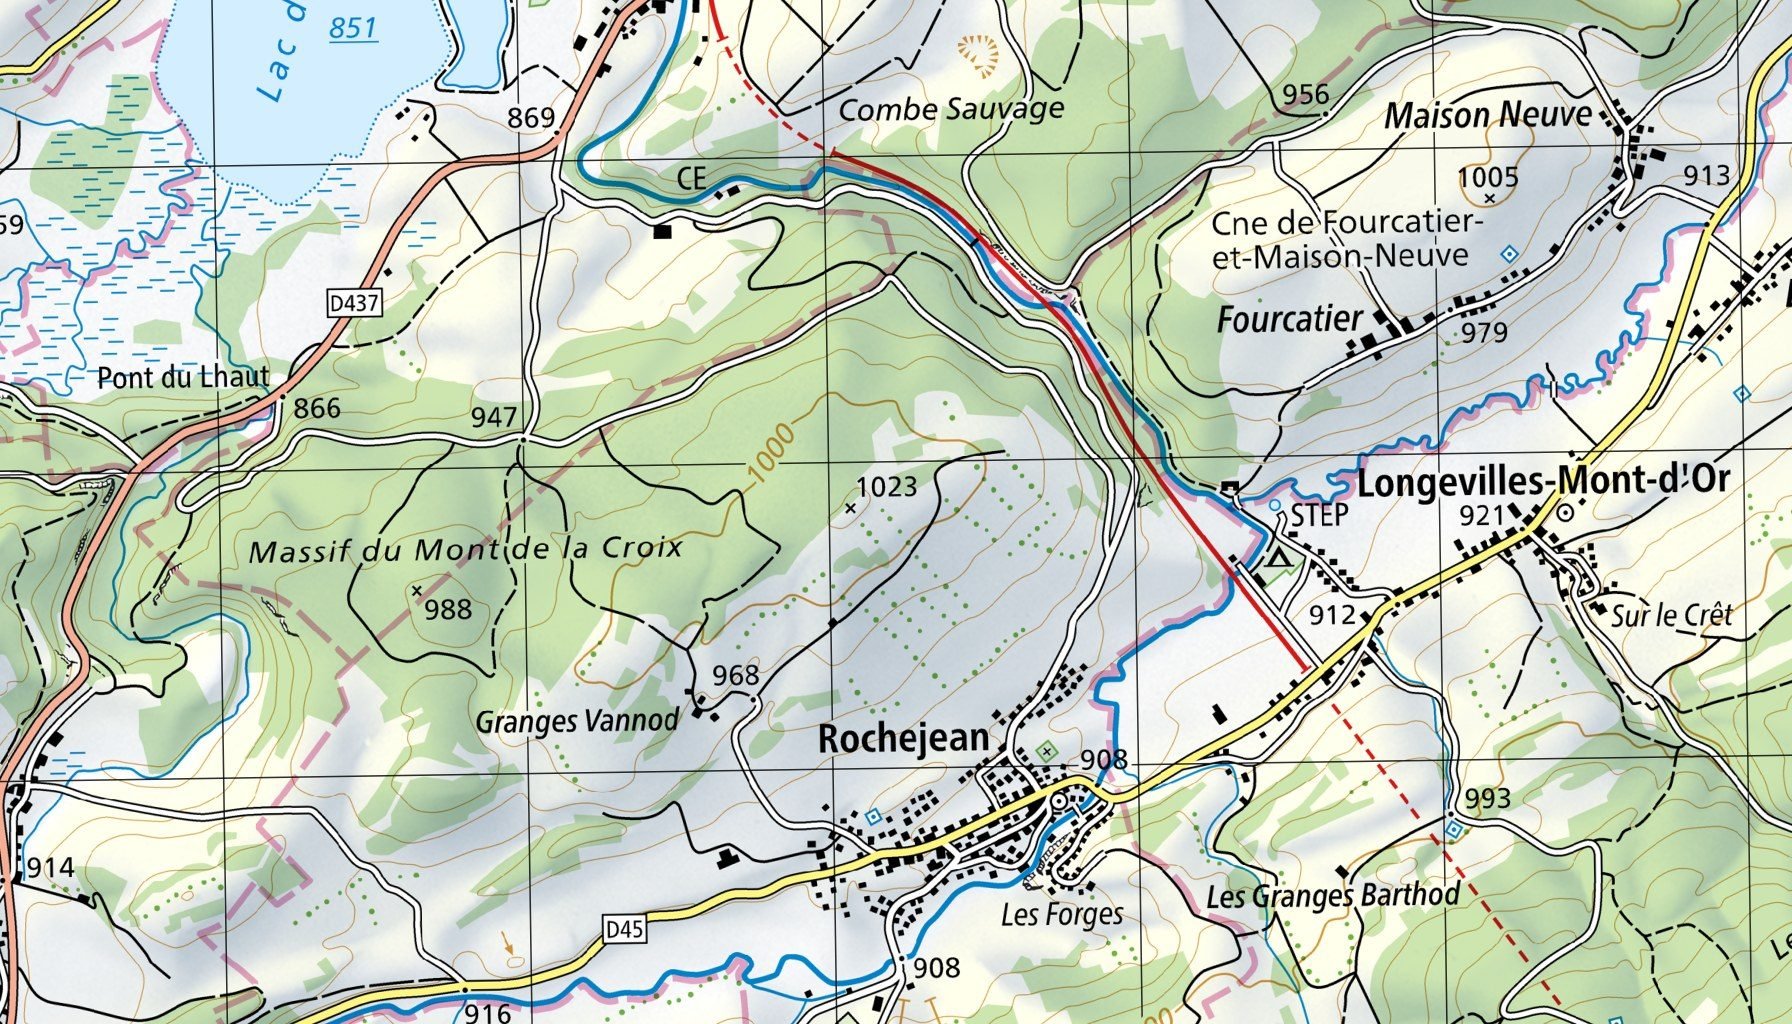 851
Lac d
Combe Sauvage
956
Maison Neuve
869
CE
1005
913
59
Cne de Fourcatier-
et-Maison-Neuve
D437
Fourcatier
979
Pont du Lhaut
866
947
1000
1023
Longevilles-Mont-d'Or
921
STEP
Massif du Mont de la Croix
988
912
Sur le Crêt
968
Granges Vannod
Rochejean
908
993
914
Les Granges Barthod
D45
Les Forges
908
Le
916
00